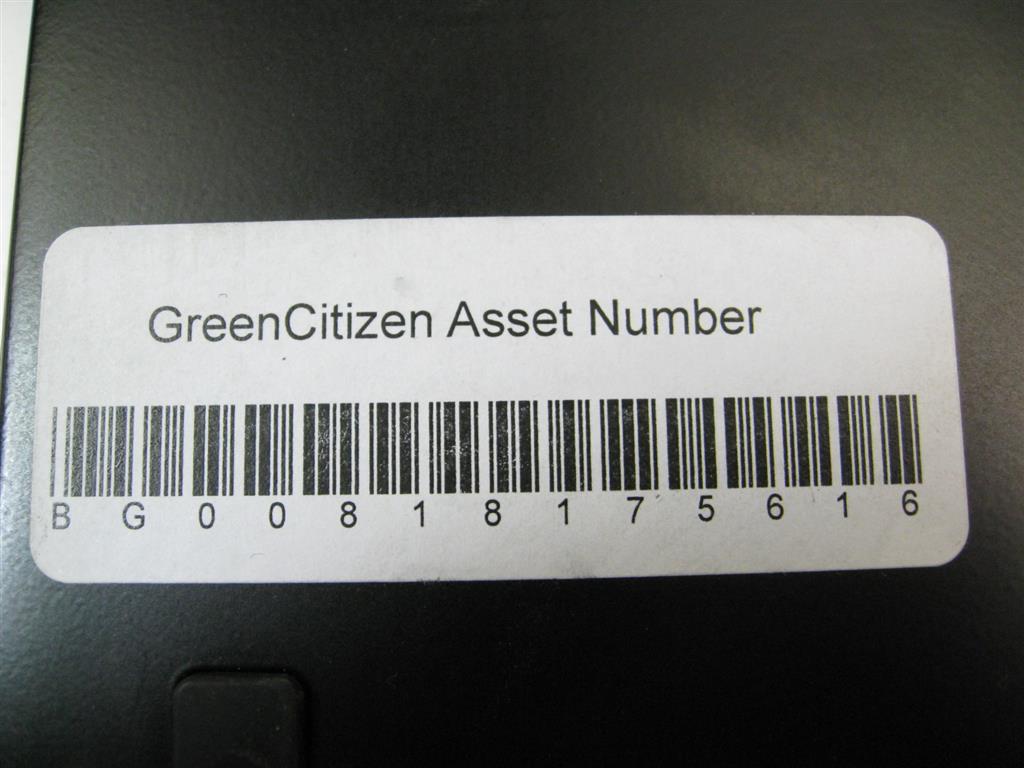 GreenCitizen Asset Number
B G 0 0 8 1 8 1 7 5 6 1 6